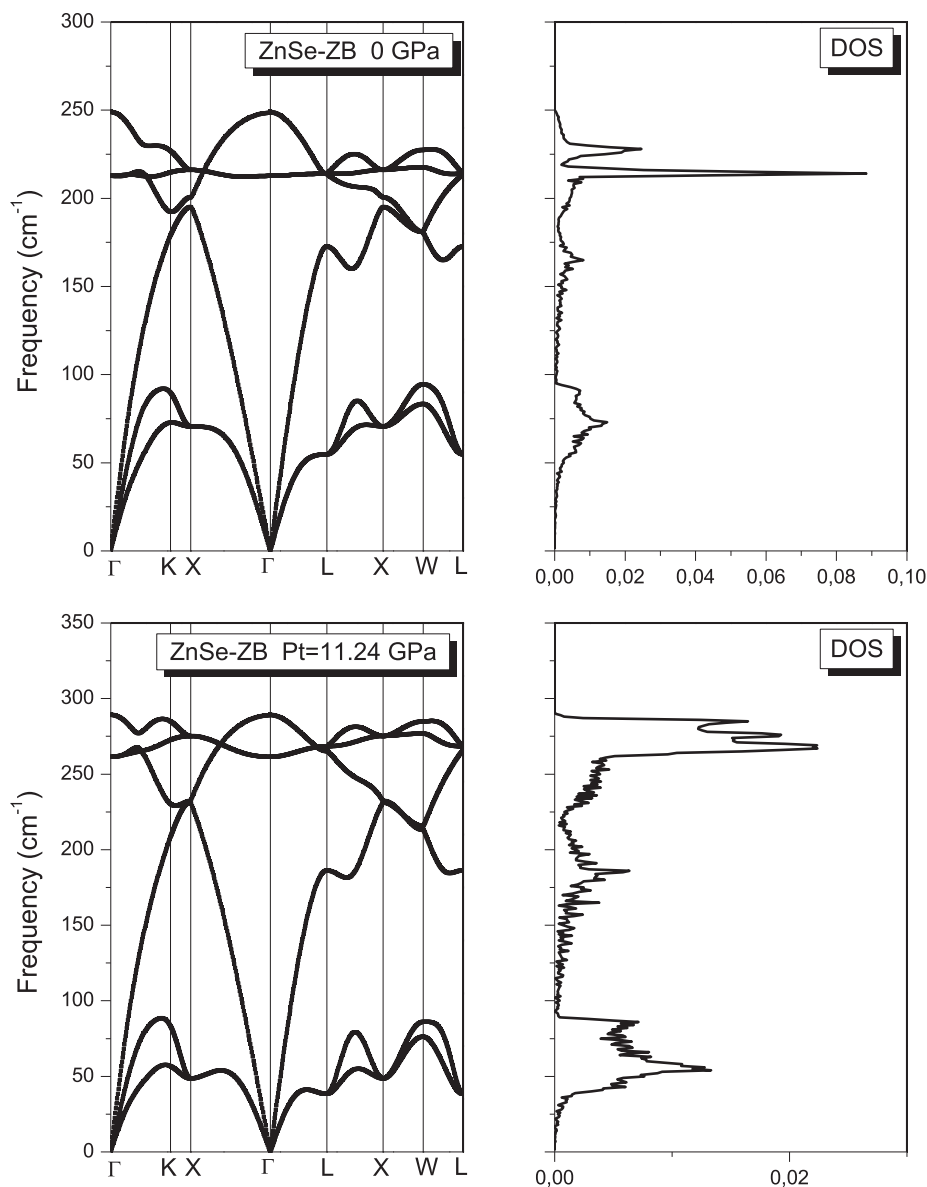 300
250
200
150
100
50
0
Frequency (cm⁻¹)
ZnSe-ZB 0 GPa
Γ K X Γ L X W L
DOS
0,00 0,02 0,04 0,06 0,08 0,10
350
300
250
200
150
100
50
0
Frequency (cm⁻¹)
ZnSe-ZB Pt=11.24 GPa
Γ K X Γ L X W L
DOS
0,00 0,02